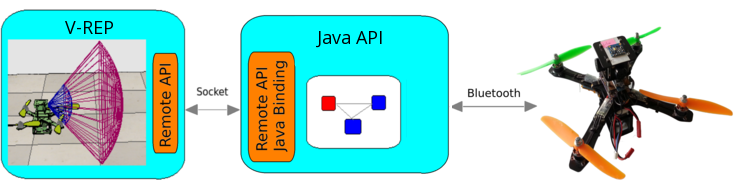 V-REP
Remote API
Socket
Java API
Remote API
Java Binding
Bluetooth